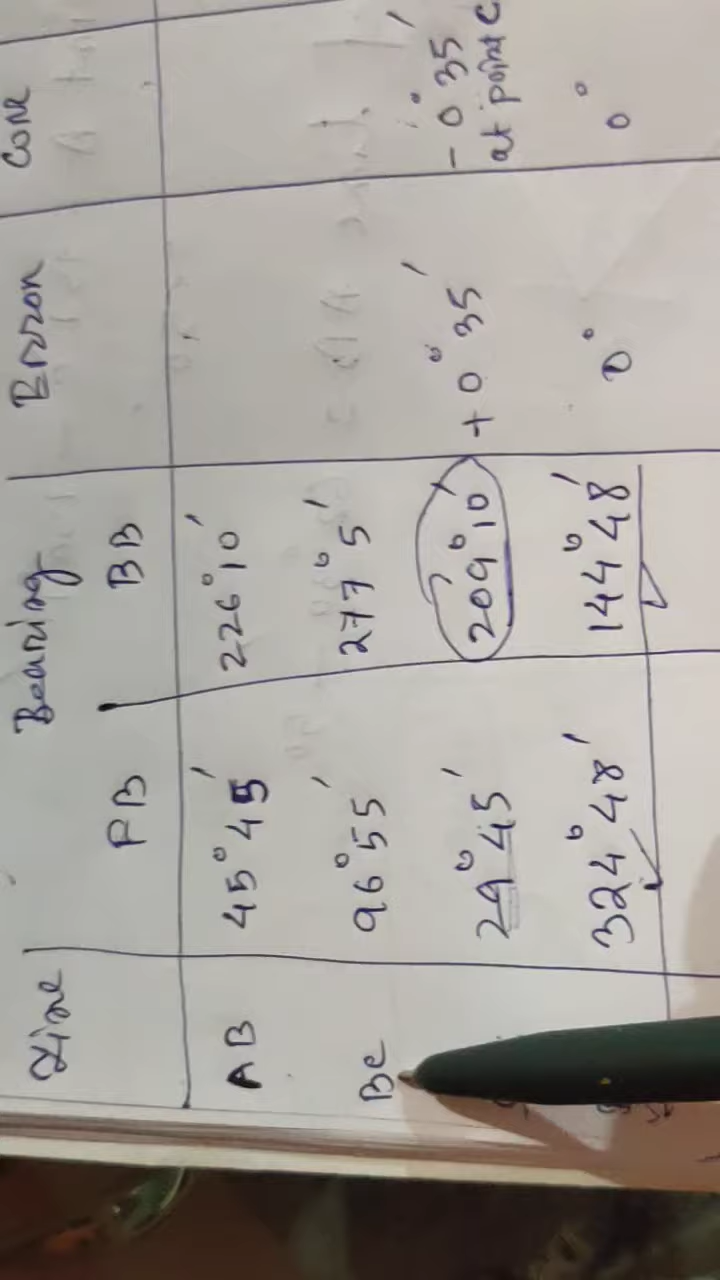 Line Bearing Error Corre
FB BB
AB 45°45' 226°10'
Bc 96°55' 277°5'
29°45' 209°10' +0°35' -0°35' at point C
324°48' 144°48' 0° 0°